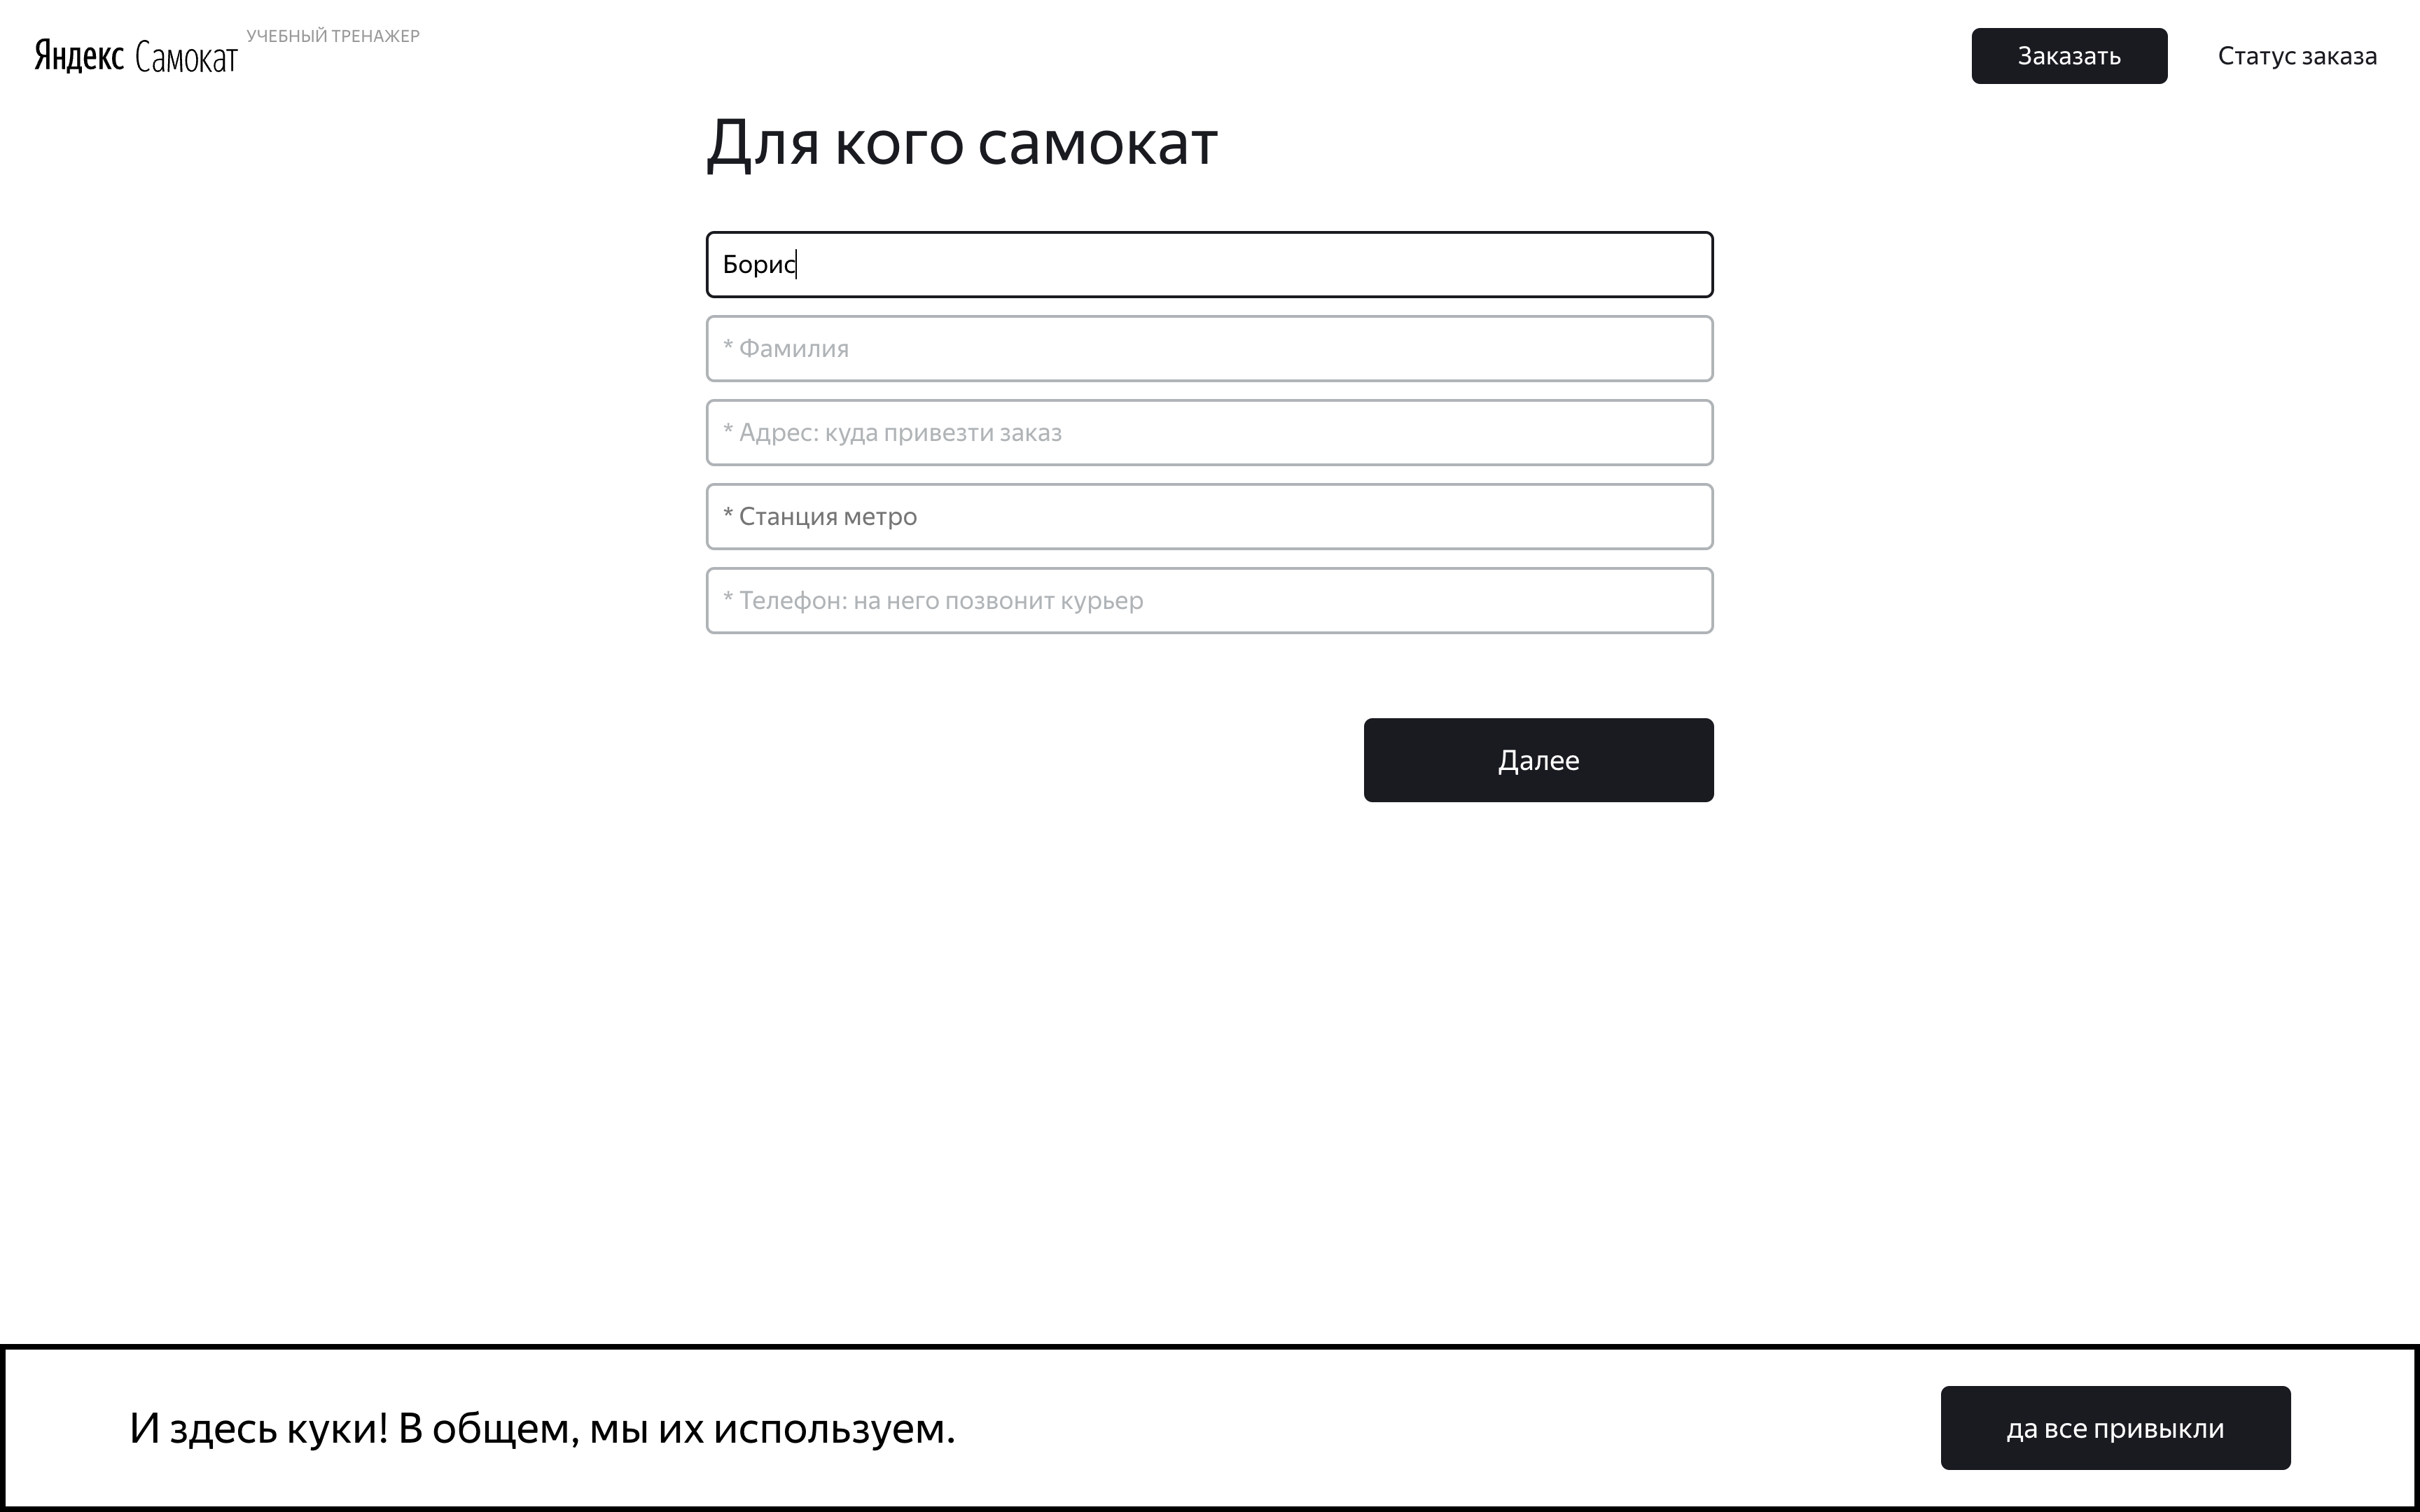 Яндекс Самокат УЧЕБНЫЙ ТРЕНАЖЕР
Заказать Статус заказа
Для кого самокат
Борис
* Фамилия
* Адрес: куда привезти заказ
* Станция метро
* Телефон: на него позвонит курьер
Далее
И здесь куки! В общем, мы их используем.
да все привыкли